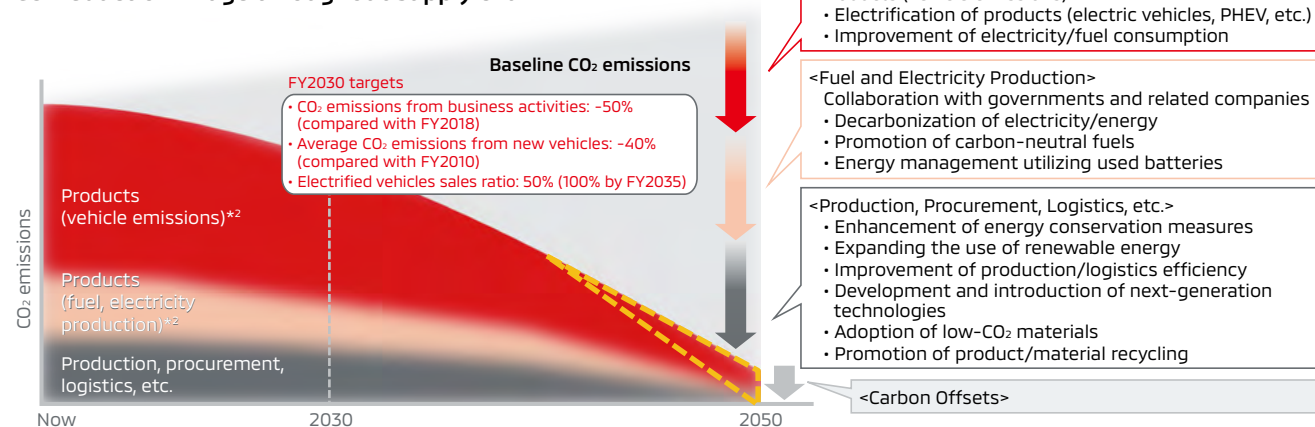 • Electrification of products (electric vehicles, PHEV, etc.)
• Improvement of electricity/fuel consumption
Baseline CO₂ emissions
FY2030 targets
• CO₂ emissions from business activities: -50%
(compared with FY2018)
• Average CO₂ emissions from new vehicles: -40%
(compared with FY2010)
• Electrified vehicles sales ratio: 50% (100% by FY2035)
<Fuel and Electricity Production>
Collaboration with governments and related companies
• Decarbonization of electricity/energy
• Promotion of carbon-neutral fuels
• Energy management utilizing used batteries
<Production, Procurement, Logistics, etc.>
• Enhancement of energy conservation measures
• Expanding the use of renewable energy
• Improvement of production/logistics efficiency
• Development and introduction of next-generation
technologies
• Adoption of low-CO₂ materials
• Promotion of product/material recycling
<Carbon Offsets>
CO₂ emissions
Products
(vehicle emissions)*²
Products
(fuel, electricity
production)*²
Production, procurement,
logistics, etc.
Now
2030
2050